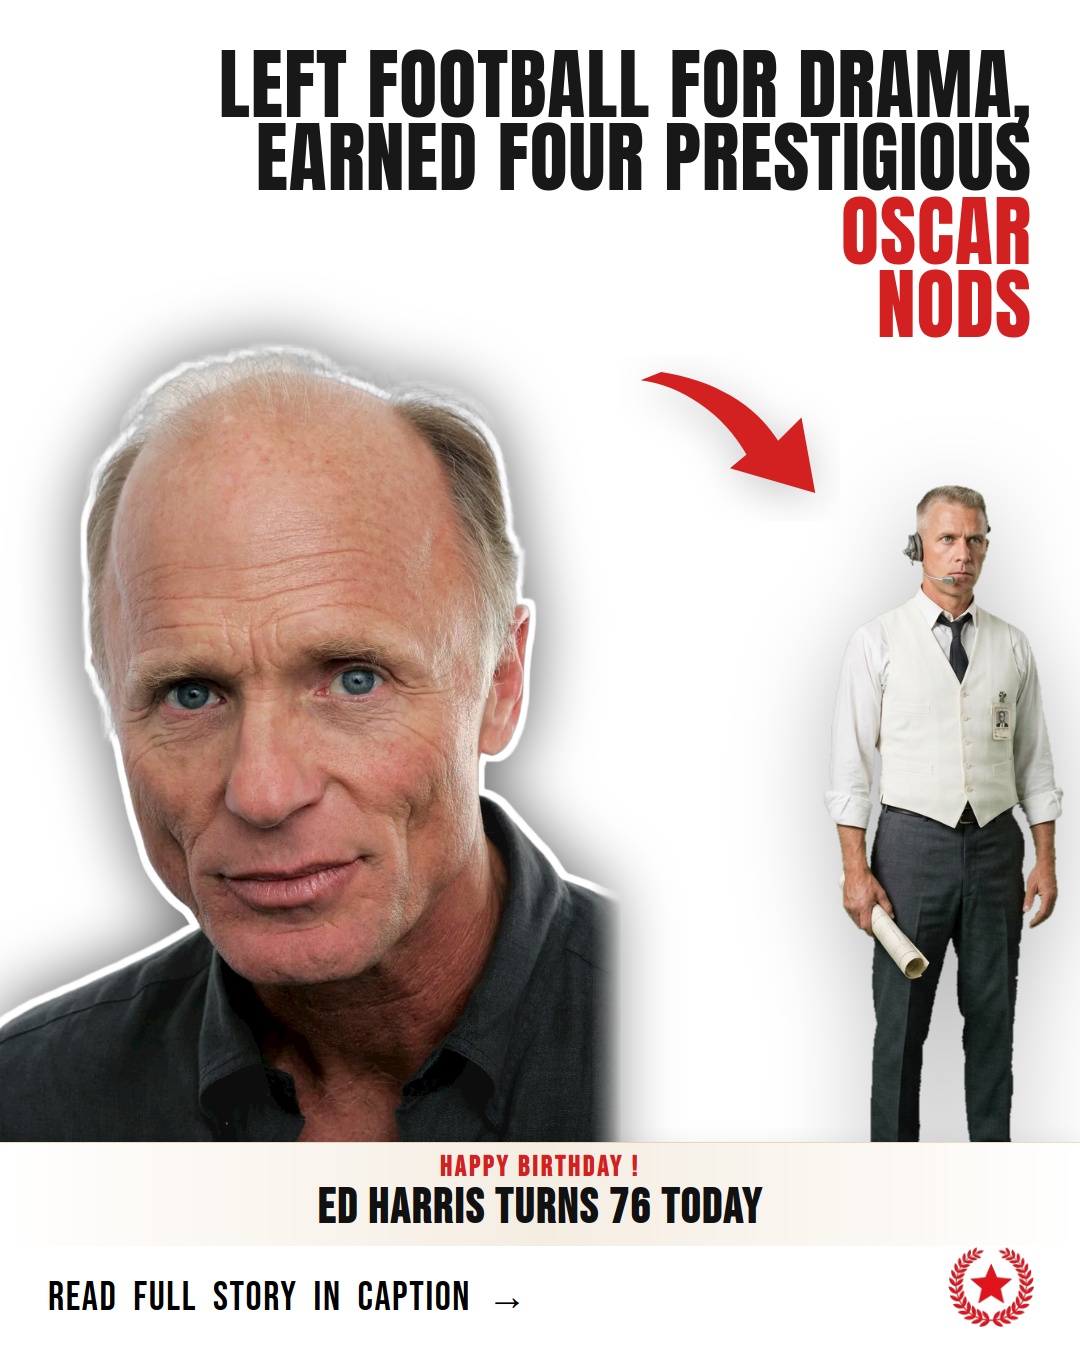 LEFT FOOTBALL FOR DRAMA,
EARNED FOUR PRESTIGIOUS
OSCAR
NODS
HAPPY BIRTHDAY !
ED HARRIS TURNS 76 TODAY
READ FULL STORY IN CAPTION →